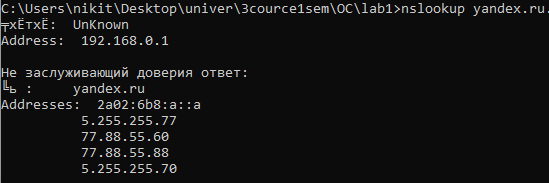 C:\Users\nikit\Desktop\univer\3cource1sem\OC\lab1>nslookup yandex.ru.
╤хЁтхЁ:  UnKnown
Address:  192.168.0.1
Не заслуживающий доверия ответ:
╚ь :     yandex.ru
Addresses:  2a02:6b8:a::a
5.255.255.77
77.88.55.60
77.88.55.88
5.255.255.70